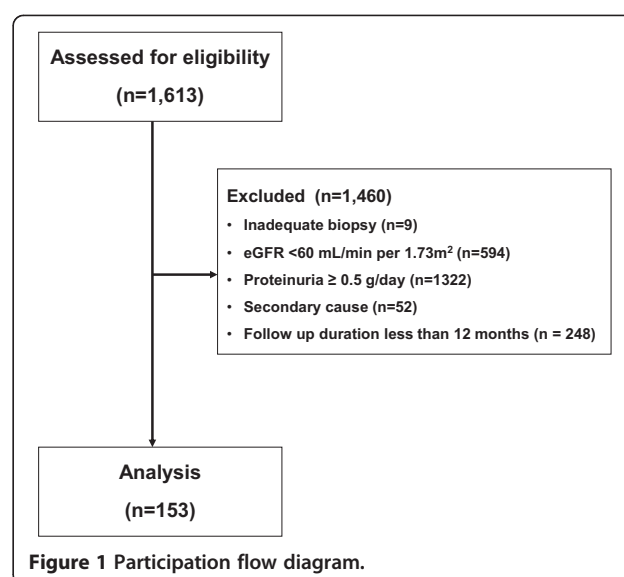 Assessed for eligibility
(n=1,613)
Excluded (n=1,460)
• Inadequate biopsy (n=9)
• eGFR <60 mL/min per 1.73m² (n=594)
• Proteinuria ≥ 0.5 g/day (n=1322)
• Secondary cause (n=52)
• Follow up duration less than 12 months (n = 248)
Analysis
(n=153)
Figure 1 Participation flow diagram.